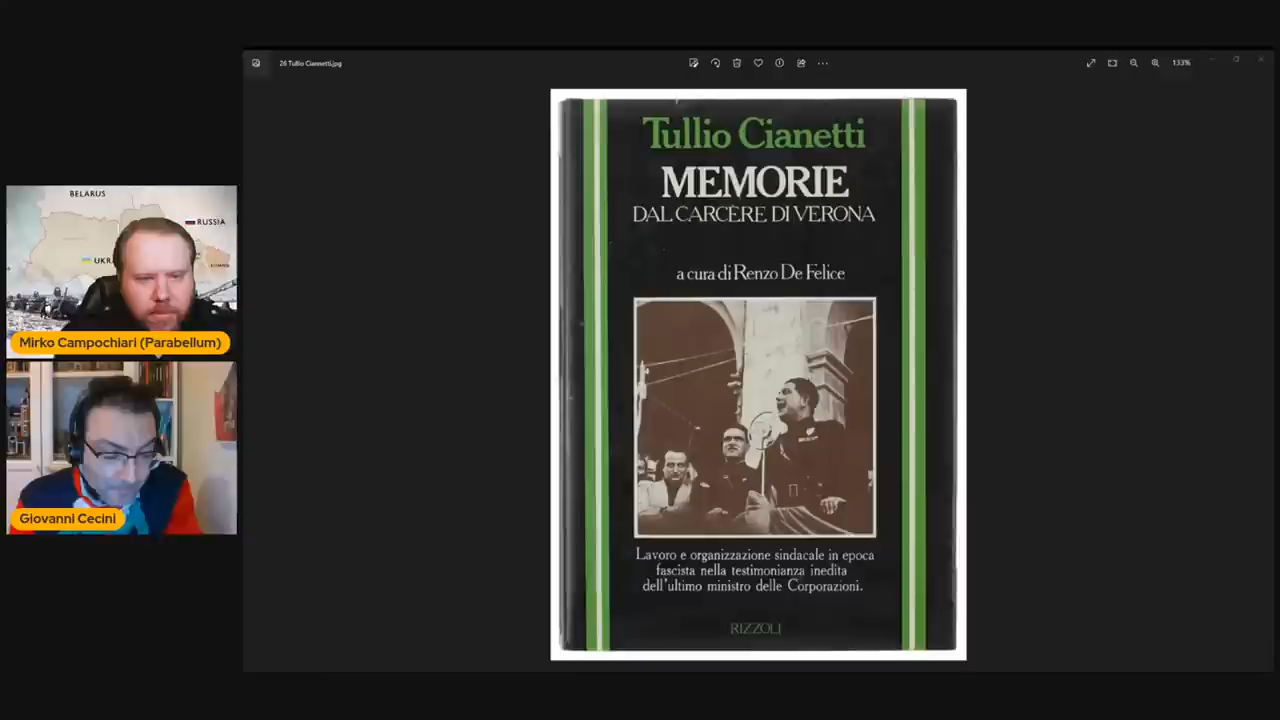 26 Tullio Ciannetti.jpg
133%
BELARUS
RUSSIA
Mirko Campochiari (Parabellum)
Giovanni Cecini
Tullio Cianetti
MEMORIE
DAL CARCERE DI VERONA
a cura di Renzo De Felice
Lavoro e organizzazione sindacale in epoca
fascista nella testimonianza inedita
dell'ultimo ministro delle Corporazioni.
RIZZOLI